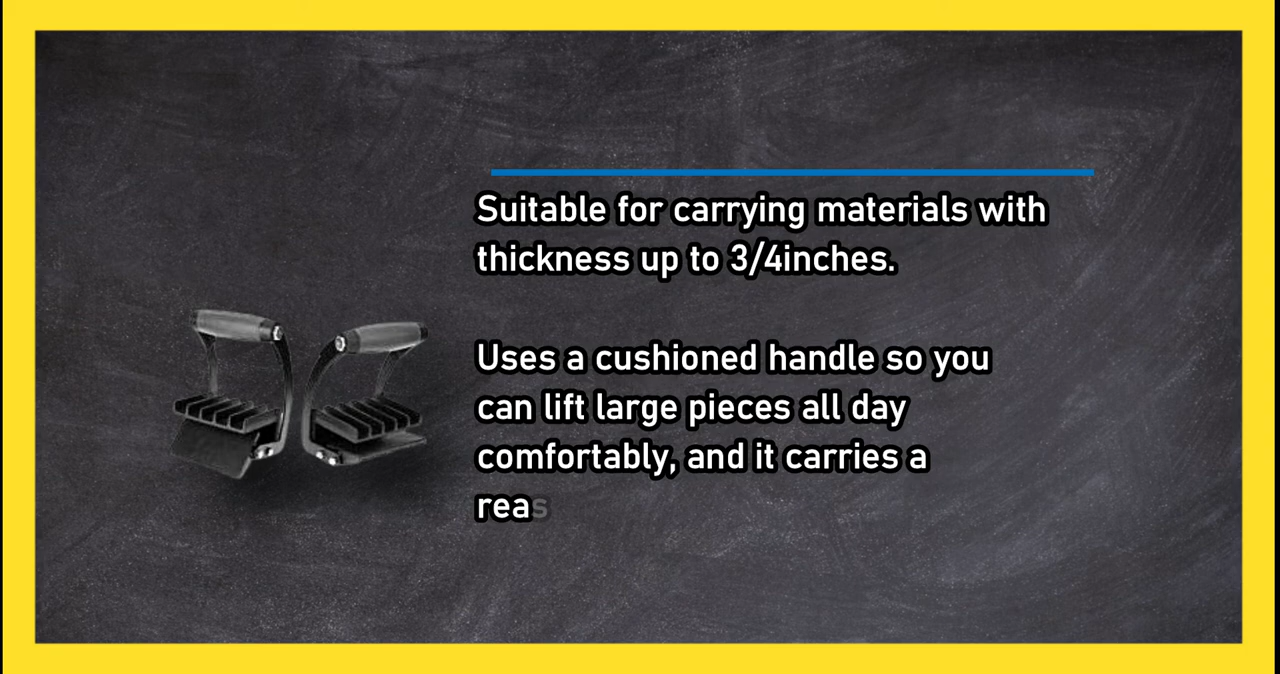 Suitable for carrying materials with
thickness up to 3/4inches.
Uses a cushioned handle so you
can lift large pieces all day
comfortably, and it carries a
reas